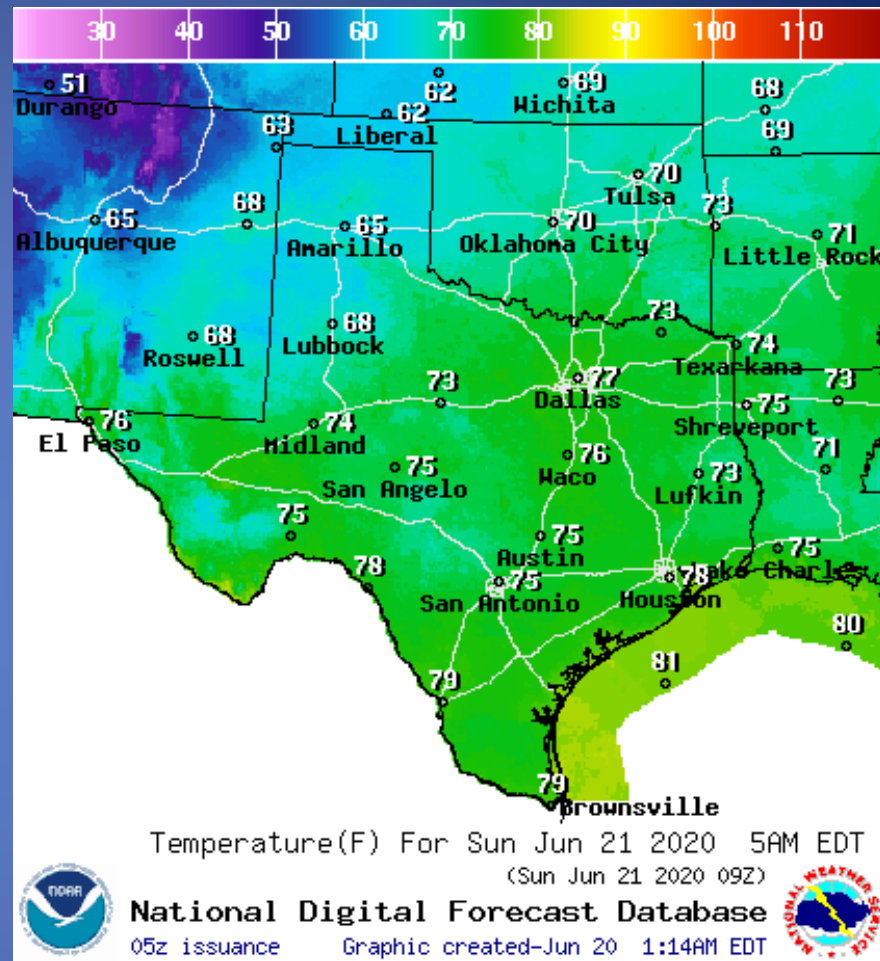 30 40 50 60 70 80 90 100 110
51
Durango
62
62
Liberal
69
Wichita
68
69
63
65
Albuquerque
68
65
Amarillo
70
Tulsa
70
Oklahoma City
73
71
Little Rock
68
Roswell
68
Lubbock
73
74
Texarkana
77
Dallas
73
75
Shreveport
73
76
El Paso
74
Midland
75
San Angelo
76
Waco
73
Lufkin
71
75
78
75
Austin
75
San Antonio
78
Houston
75
Lake Charles
80
81
79
79
Brownsville
Temperature(F) For Sun Jun 21 2020 5AM EDT
(Sun Jun 21 2020 09Z)
NOAA
National Digital Forecast Database
05z issuance Graphic created-Jun 20 1:14AM EDT
NATIONAL WEATHER SERVICE